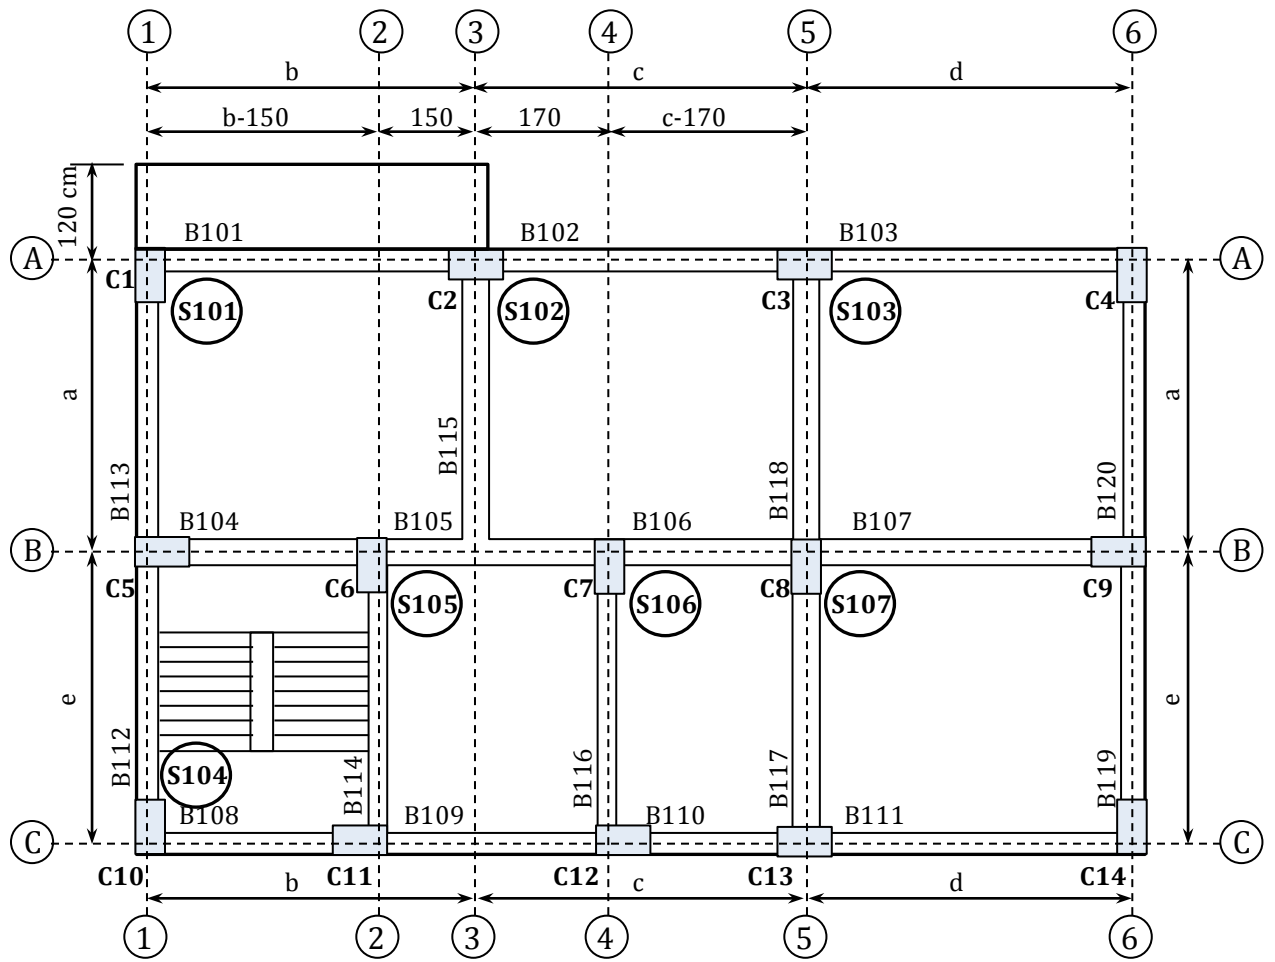 1 2 3 4 5 6
b c d
b-150 150 170 c-170
120 cm
B101 B102 B103
A A
C1 C2 C3 C4
S101 S102 S103
a a
B113 B115 B118 B120
B104 B105 B106 B107
B B
C5 C6 C7 C8 C9
S105 S106 S107
e e
B112 B114 B116 B117 B119
S104
B108 B109 B110 B111
C C
C10 C11 C12 C13 C14
b c d
1 2 3 4 5 6